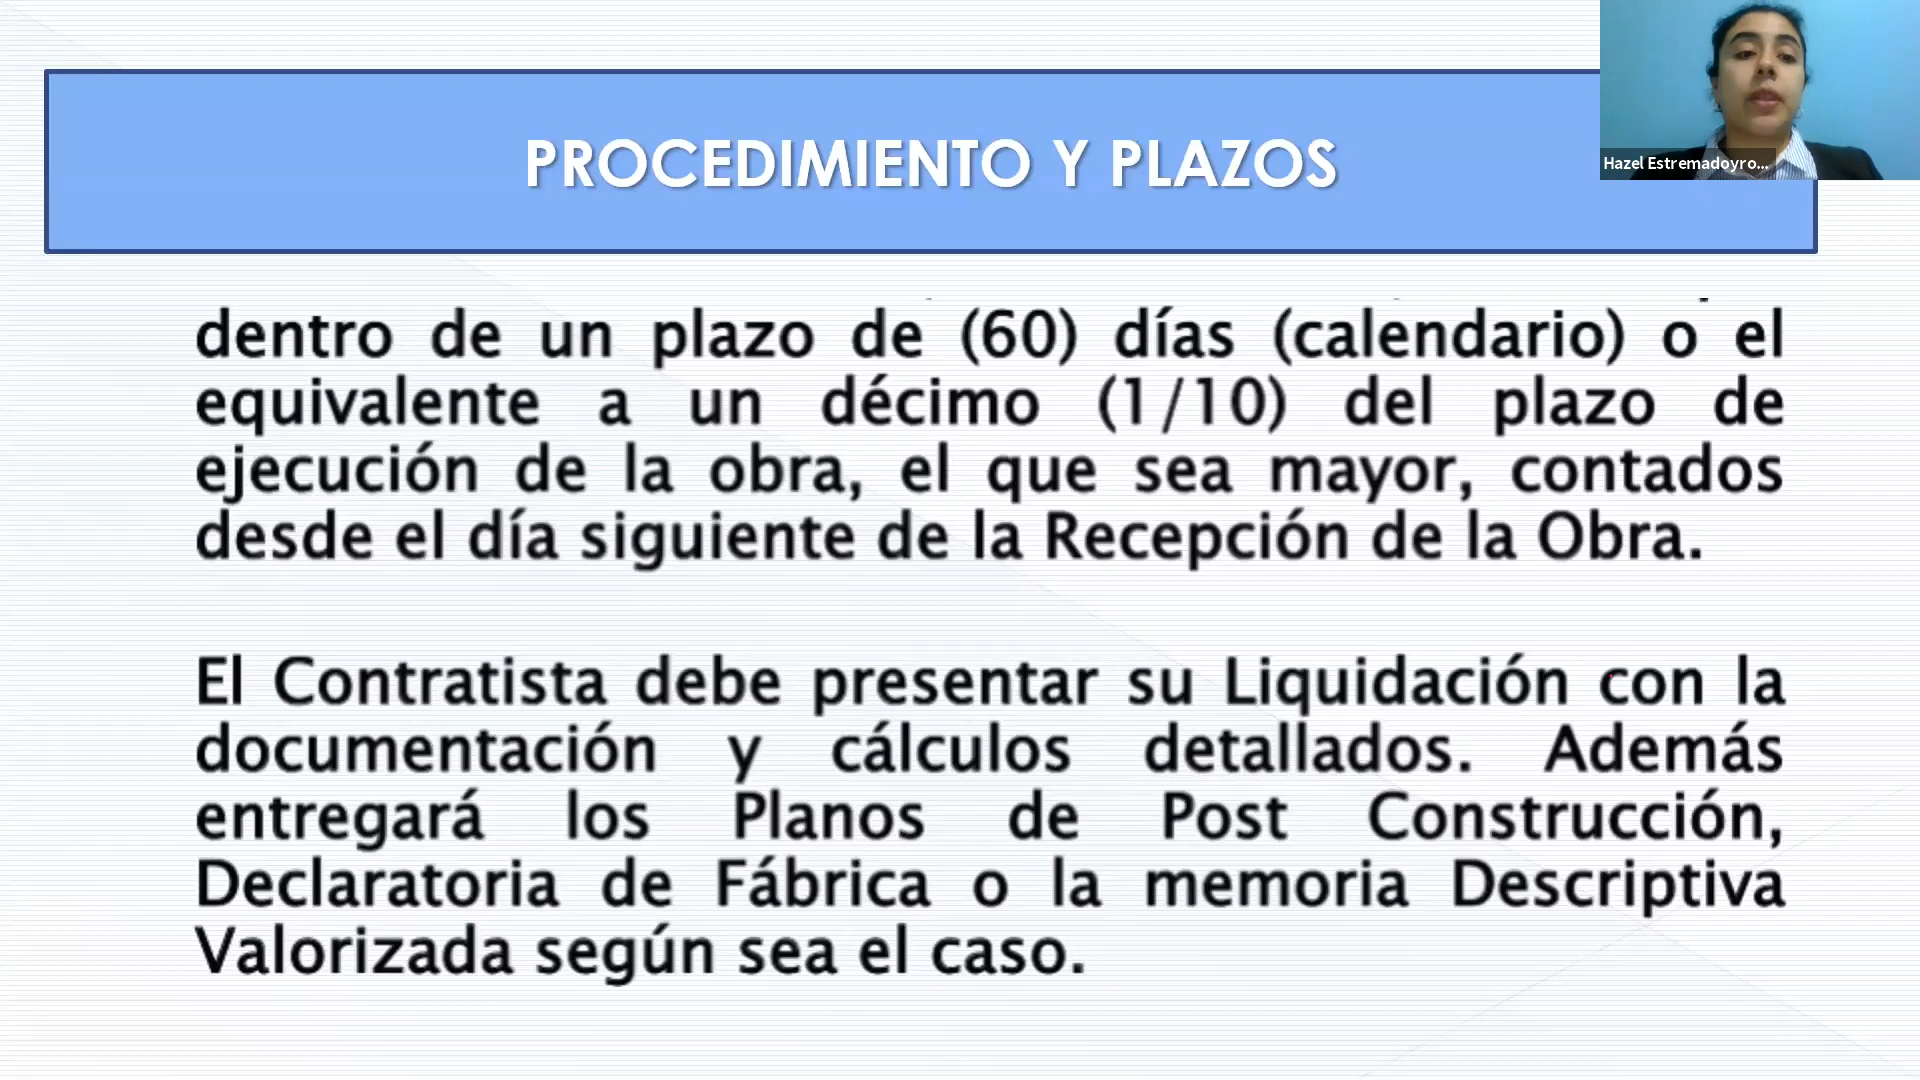 PROCEDIMIENTO Y PLAZOS
Hazel Estremadoyro...
dentro de un plazo de (60) días (calendario) o el
equivalente a un décimo (1/10) del plazo de
ejecución de la obra, el que sea mayor, contados
desde el día siguiente de la Recepción de la Obra.
El Contratista debe presentar su Liquidación con la
documentación y cálculos detallados. Además
entregará los Planos de Post Construcción,
Declaratoria de Fábrica o la memoria Descriptiva
Valorizada según sea el caso.